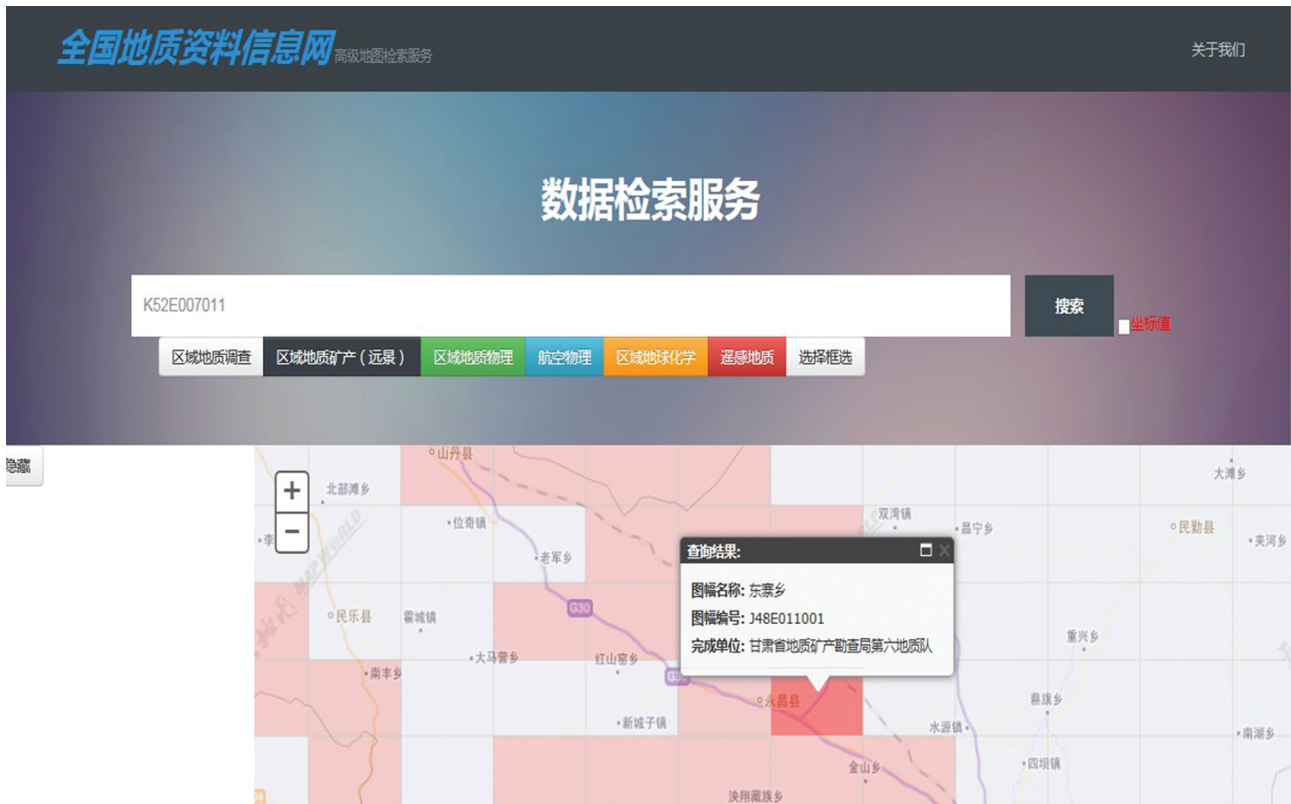 全国地质资料信息网 高级地图检索服务
关于我们
数据检索服务
K52E007011
搜索
坐标值
区域地质调查 区域地质矿产（远景） 区域地质物理 航空物理 区域地球化学 遥感地质 选择框选
隐藏
山丹县
大滩乡
+
北部滩乡
双湾镇
位奇镇
昌宁乡
民勤县
−
李
夹河乡
MAP WORLD
查询结果:
老军乡
图幅名称: 东寨乡
G30
民乐县
霍城镇
图幅编号: J48E011001
重兴乡
完成单位: 甘肃省地质矿产勘查局第六地质队
大马营乡
红山窑乡
南丰乡
G30
永昌县
蔡旗乡
新城子镇
水源镇
南湖乡
金山乡
四坝镇
泱翔藏族乡